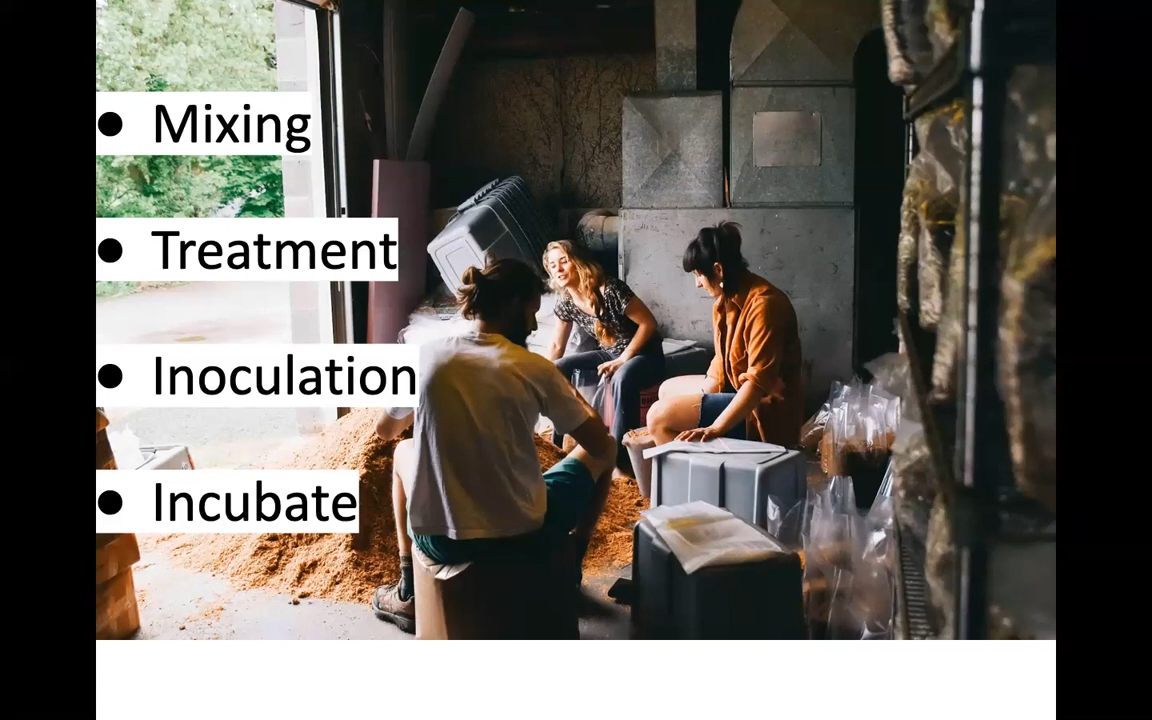 • Mixing
• Treatment
• Inoculation
• Incubate